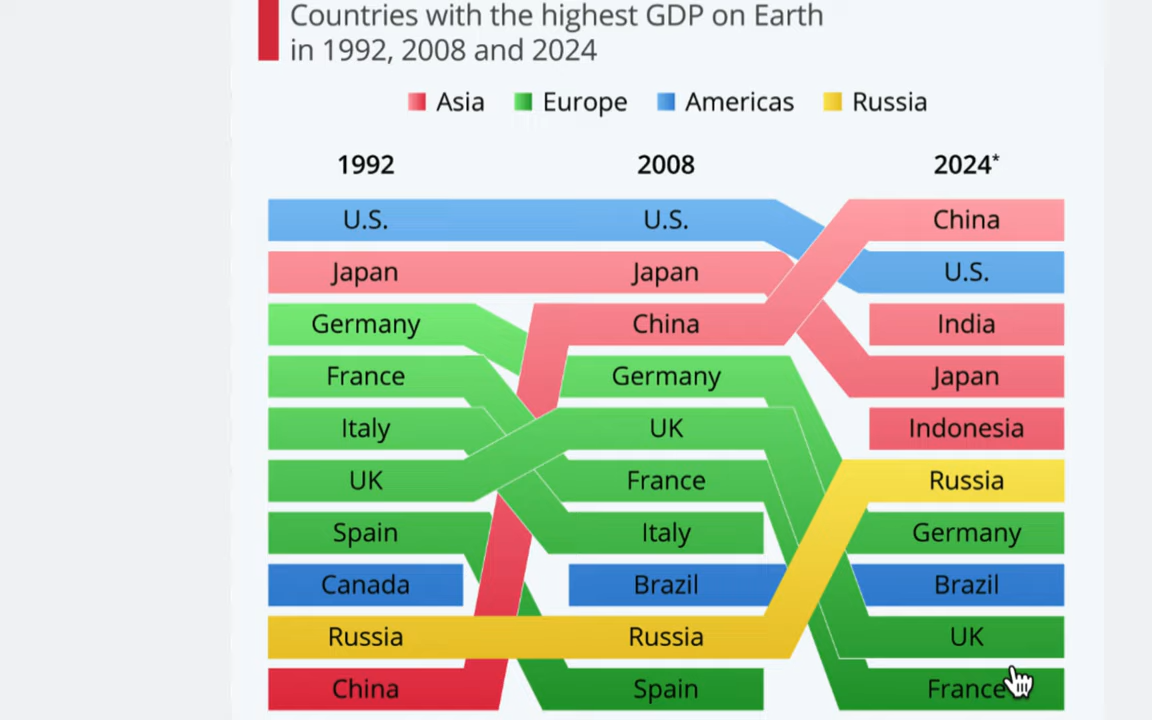 Countries with the highest GDP on Earth
in 1992, 2008 and 2024
Asia Europe Americas Russia
1992 2008 2024*
U.S. U.S. China
Japan Japan U.S.
Germany China India
France Germany Japan
Italy UK Indonesia
UK France Russia
Spain Italy Germany
Canada Brazil Brazil
Russia Russia UK
China Spain France